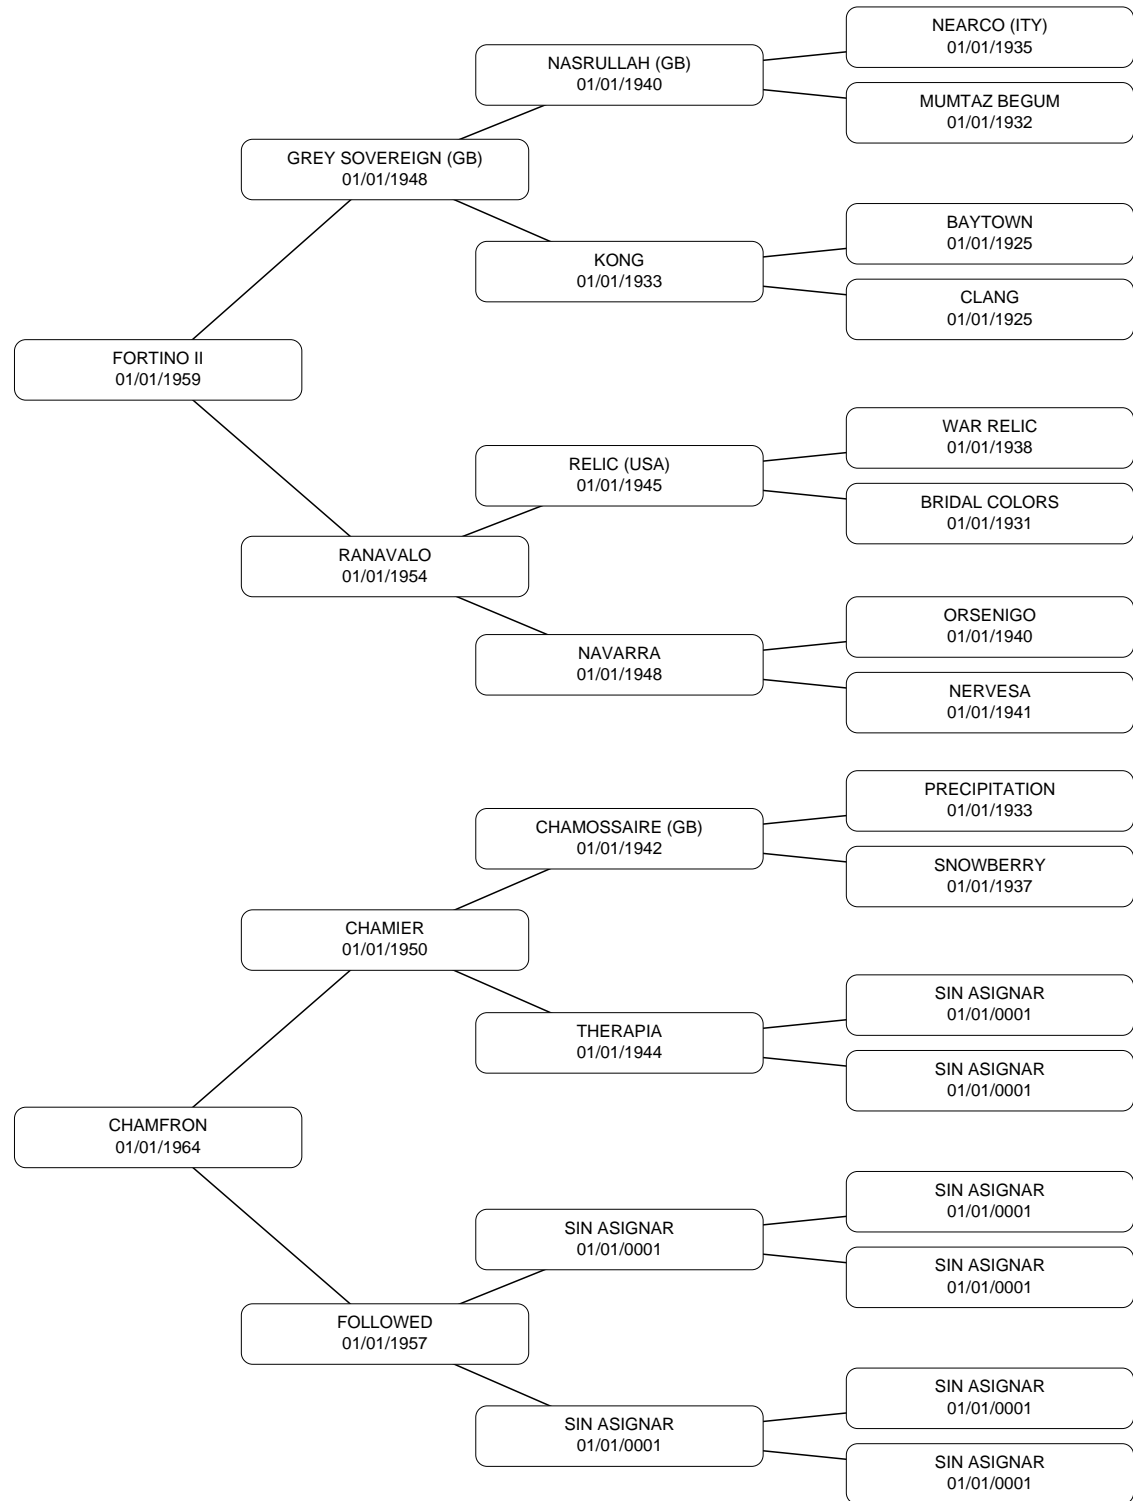 NEARCO (ITY)
01/01/1935
NASRULLAH (GB)
01/01/1940
MUMTAZ BEGUM
01/01/1932
GREY SOVEREIGN (GB)
01/01/1948
BAYTOWN
01/01/1925
KONG
01/01/1933
CLANG
01/01/1925
FORTINO II
01/01/1959
WAR RELIC
01/01/1938
RELIC (USA)
01/01/1945
BRIDAL COLORS
01/01/1931
RANAVALO
01/01/1954
ORSENIGO
01/01/1940
NAVARRA
01/01/1948
NERVESA
01/01/1941
PRECIPITATION
01/01/1933
CHAMOSSAIRE (GB)
01/01/1942
SNOWBERRY
01/01/1937
CHAMIER
01/01/1950
SIN ASIGNAR
01/01/0001
THERAPIA
01/01/1944
SIN ASIGNAR
01/01/0001
CHAMFRON
01/01/1964
SIN ASIGNAR
01/01/0001
SIN ASIGNAR
01/01/0001
SIN ASIGNAR
01/01/0001
FOLLOWED
01/01/1957
SIN ASIGNAR
01/01/0001
SIN ASIGNAR
01/01/0001
SIN ASIGNAR
01/01/0001